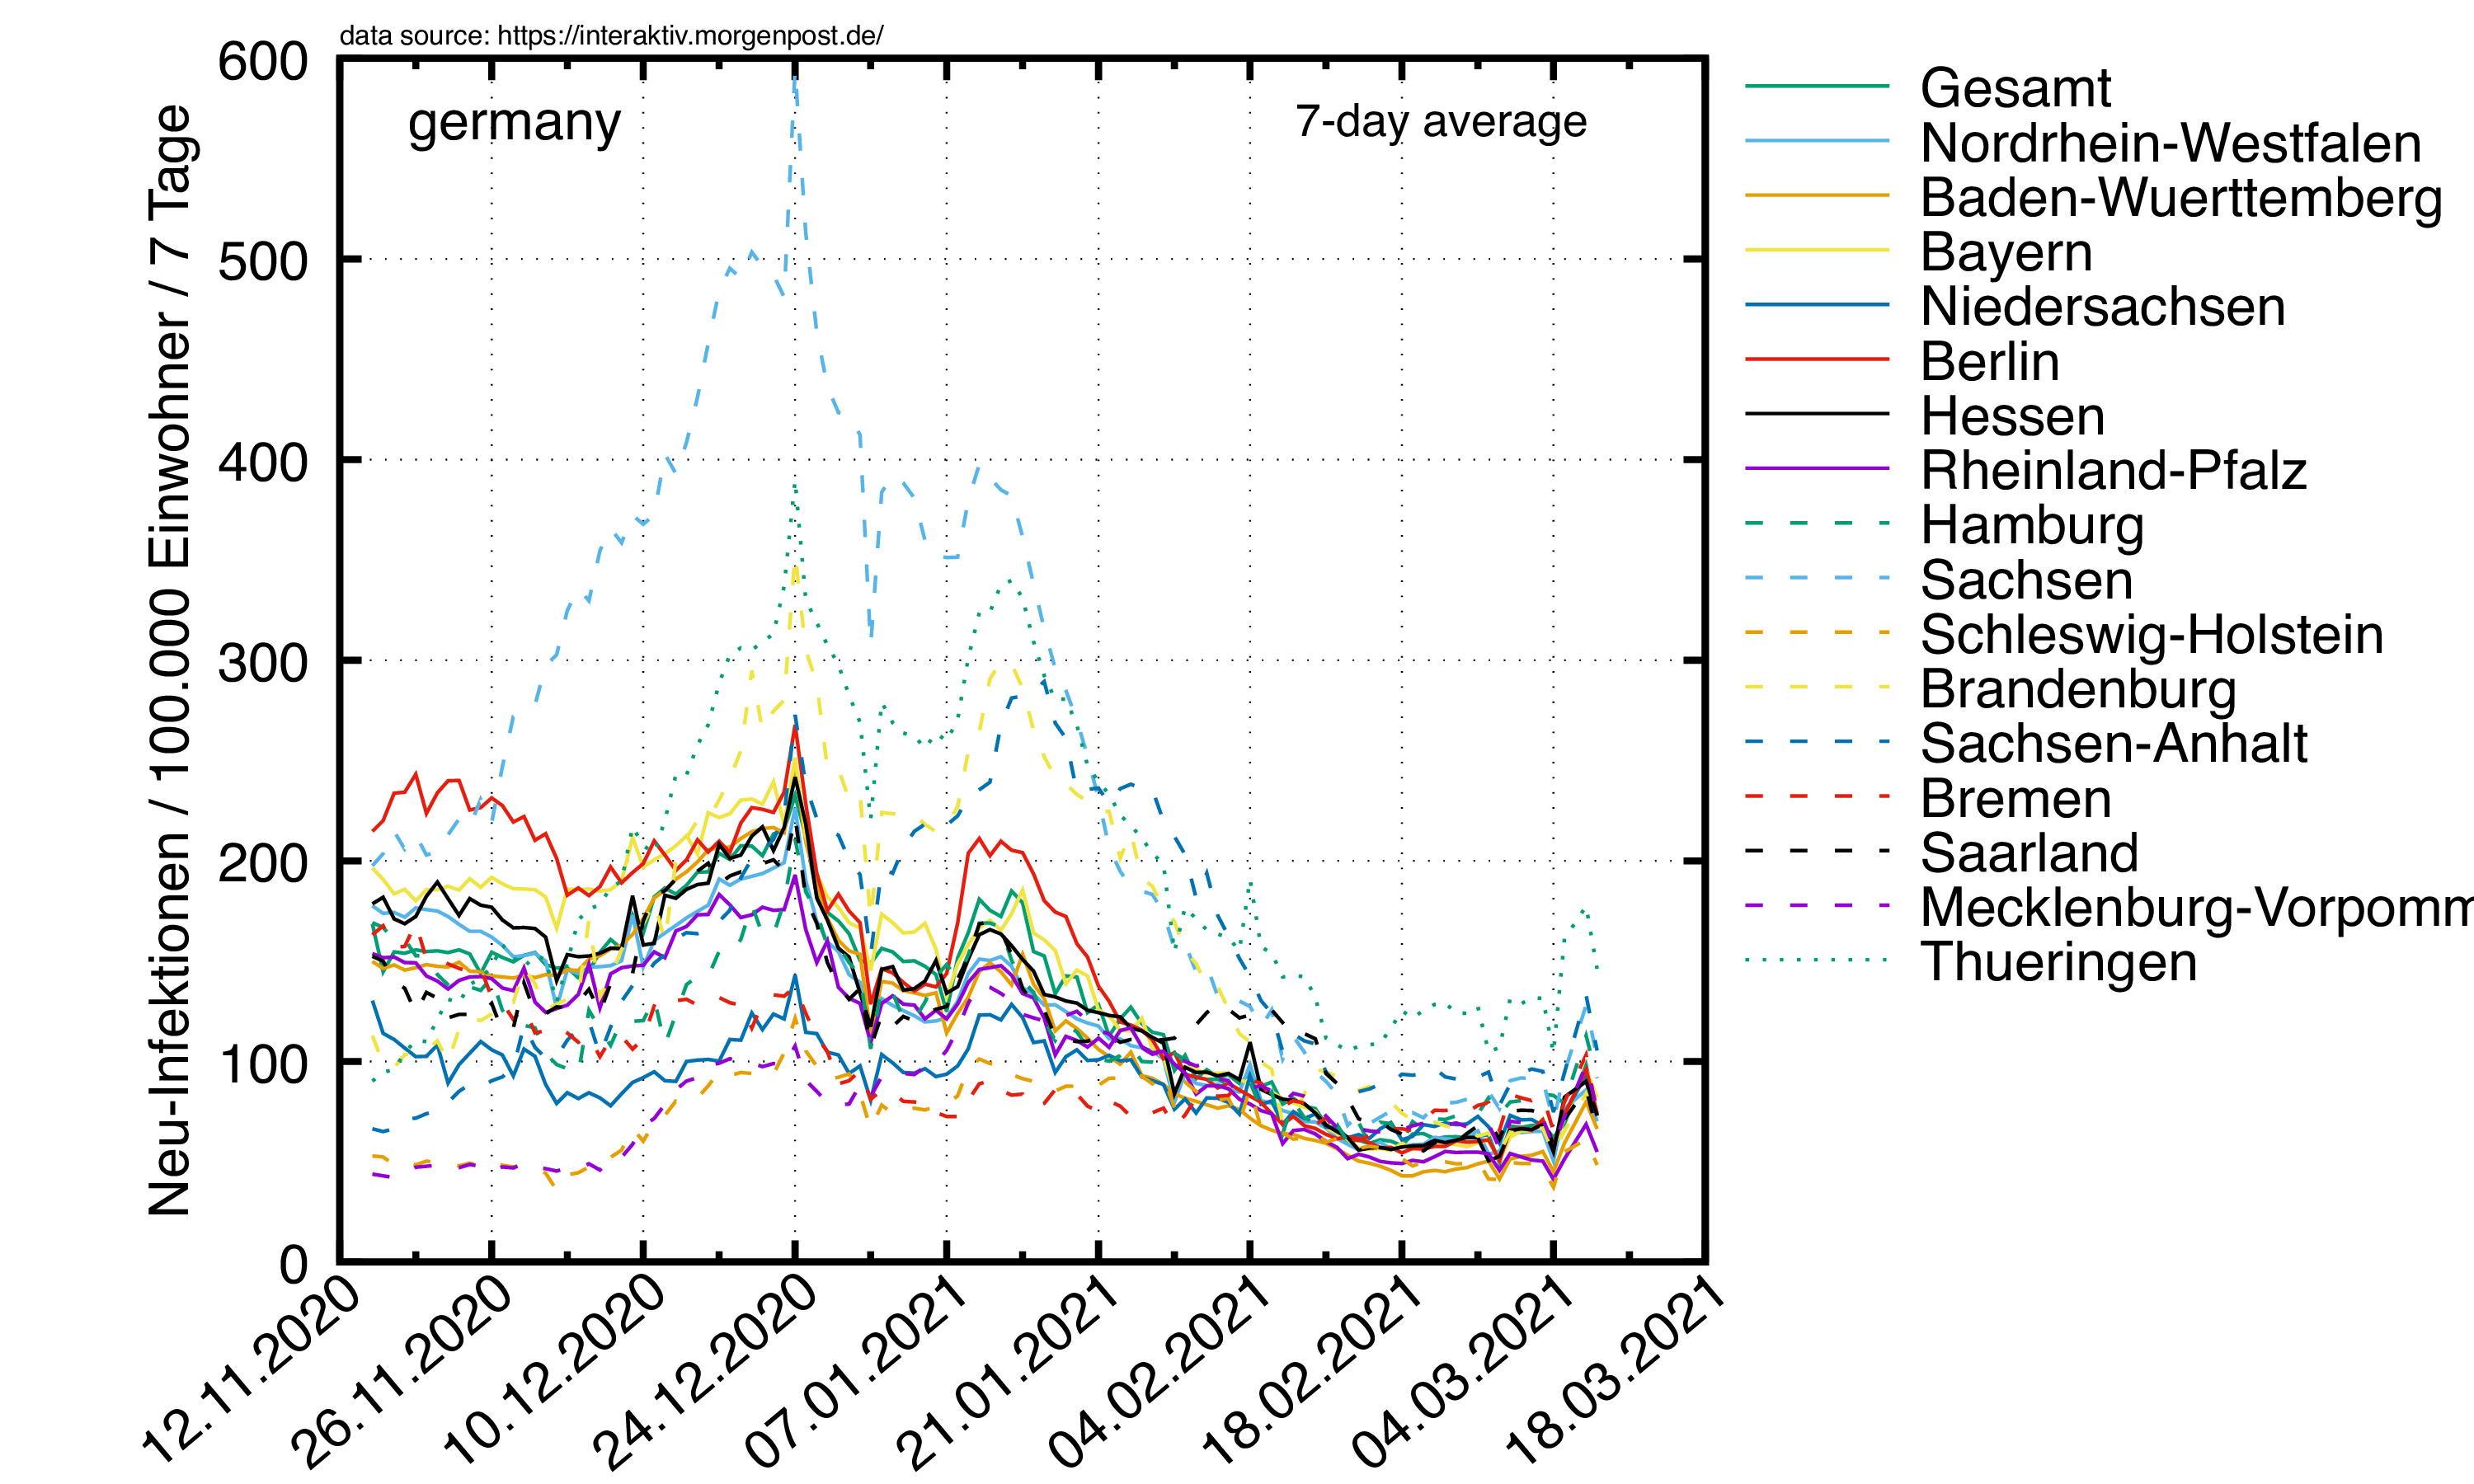 data source: https://interaktiv.morgenpost.de/
germany
7-day average
Neu-Infektionen / 100.000 Einwohner / 7 Tage
600
500
400
300
200
100
0
12.11.2020
26.11.2020
10.12.2020
24.12.2020
07.01.2021
21.01.2021
04.02.2021
18.02.2021
04.03.2021
18.03.2021
Gesamt
Nordrhein-Westfalen
Baden-Wuerttemberg
Bayern
Niedersachsen
Berlin
Hessen
Rheinland-Pfalz
Hamburg
Sachsen
Schleswig-Holstein
Brandenburg
Sachsen-Anhalt
Bremen
Saarland
Mecklenburg-Vorpomm
Thueringen